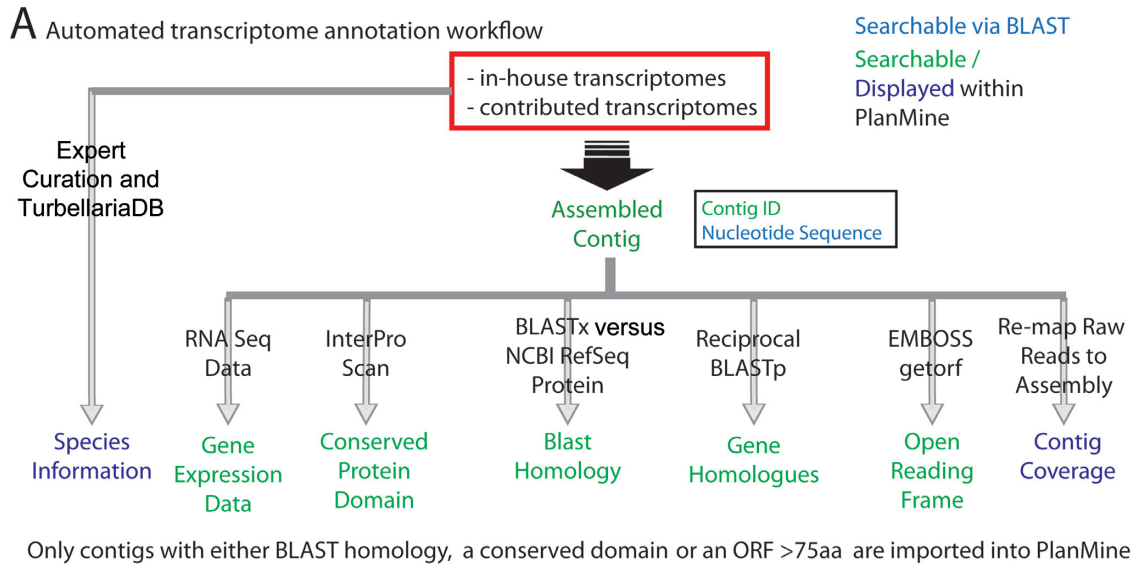 A Automated transcriptome annotation workflow
Searchable via BLAST
Searchable /
Displayed within
PlanMine
- in-house transcriptomes
- contributed transcriptomes
Expert
Curation and
TurbellariaDB
Assembled
Contig
Contig ID
Nucleotide Sequence
RNA Seq
Data
InterPro
Scan
BLASTx versus
NCBI RefSeq
Protein
Reciprocal
BLASTp
EMBOSS
getorf
Re-map Raw
Reads to
Assembly
Species
Information
Gene
Expression
Data
Conserved
Protein
Domain
Blast
Homology
Gene
Homologues
Open
Reading
Frame
Contig
Coverage
Only contigs with either BLAST homology, a conserved domain or an ORF >75aa are imported into PlanMine